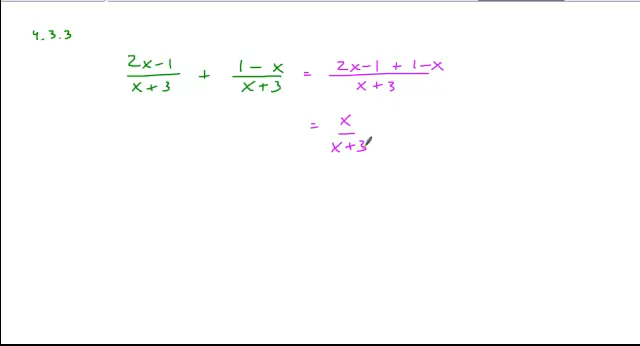 4.3.3
2x-1/x+3 + 1-x/x+3 = 2x-1+1-x/x+3
= x/x+3